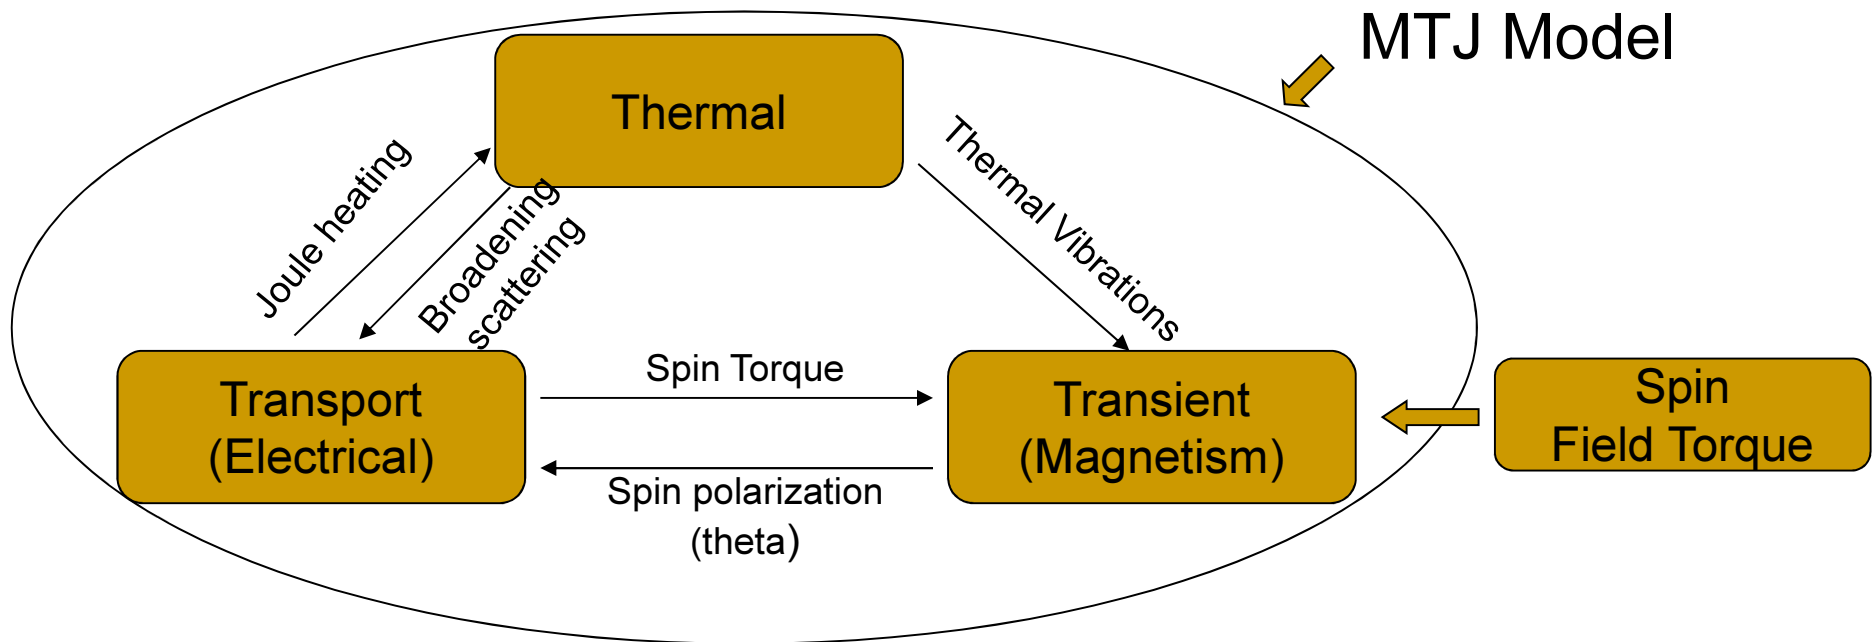 MTJ Model
Thermal
Joule heating
Broadening
scattering
Thermal Vibrations
Transport
(Electrical)
Spin Torque
Spin polarization
(theta)
Transient
(Magnetism)
Spin
Field Torque